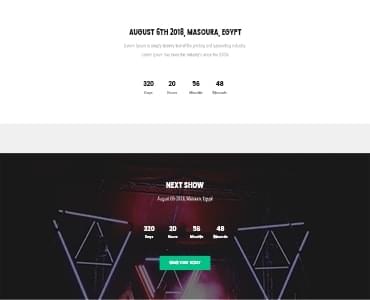 AUGUST 6TH 2018, MASOURA, EGYPT
Lorem Ipsum is simply dummy text of the printing and typesetting industry.
Lorem Ipsum has been the industry's since the 1500s.
320 20 56 48
Days Hours Minutes Seconds
NEXT SHOW
August 6th 2018, Masoura, Egypt
320 20 56 48
Days Hours Minutes Seconds
YOUR TICKET